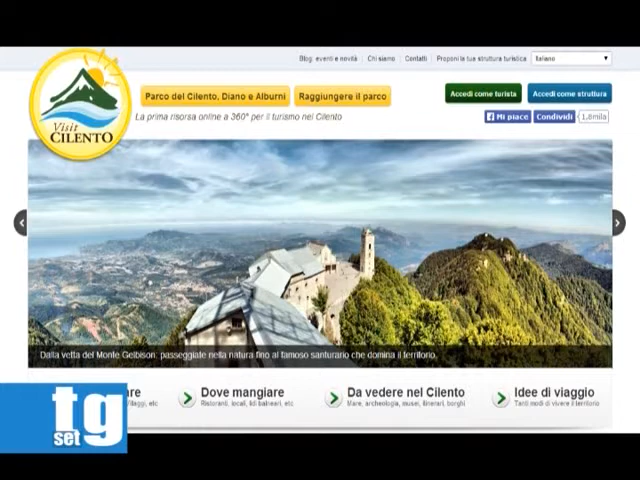 Blog: eventi e novità
Chi siamo
Contatti
Proponi la tua struttura turistica
Italiano
Visit
CILENTO
Parco del Cilento, Diano e Alburni
Raggiungere il parco
Accedi come turista
Accedi come struttura
La prima risorsa online a 360° per il turismo nel Cilento
Mi piace
Condividi
1,8mila
Dalla vetta del Monte Gelbison: passeggiate nella natura fino al famoso santurario che domina il territorio.
are
Villaggi, etc
Dove mangiare
Ristoranti, locali, lidi balneari, etc
Da vedere nel Cilento
Mare, archeologia, musei, itinerari, borghi
Idee di viaggio
Tanti modi di vivere il territorio
tg
set